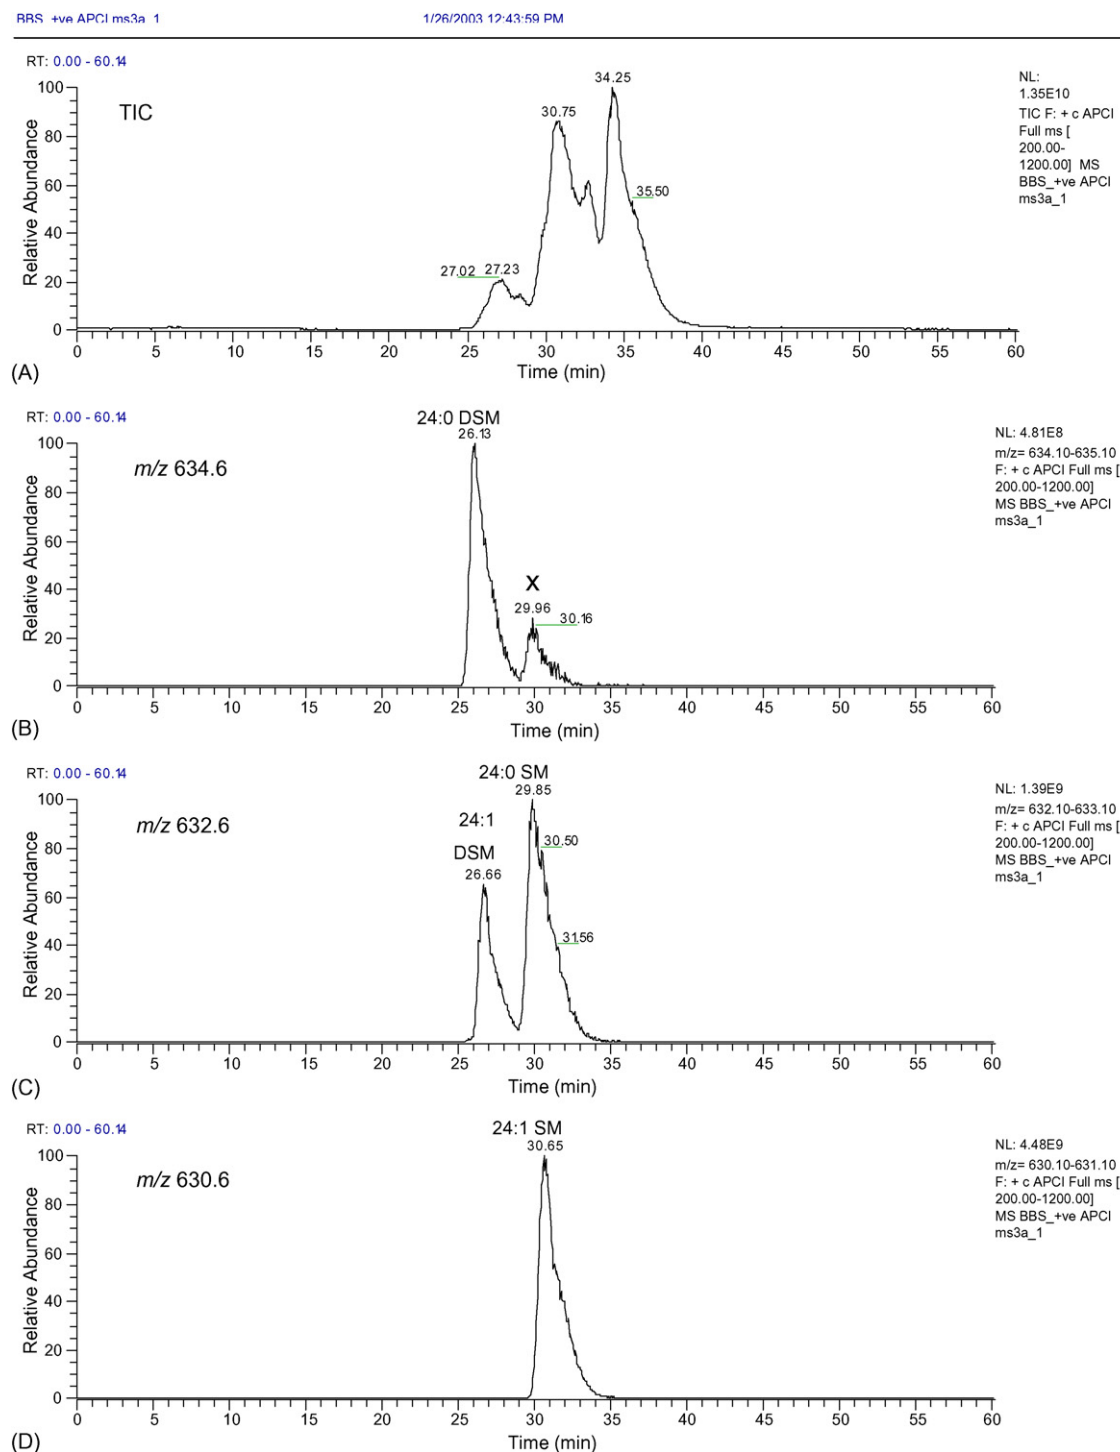 BBS_+ve APCI ms3a_1 1/26/2003 12:43:59 PM
RT: 0.00 - 60.14
TIC
34.25
30.75
35.50
27.02 27.23
100
80
60
40
20
0
Relative Abundance
0 5 10 15 20 25 30 35 40 45 50 55 60
Time (min)
(A)
NL:
1.35E10
TIC F: + c APCI
Full ms [
200.00-
1200.00] MS
BBS_+ve APCI
ms3a_1
RT: 0.00 - 60.14
24:0 DSM
26.13
m/z 634.6
X
29.96
30.16
100
80
60
40
20
0
Relative Abundance
0 5 10 15 20 25 30 35 40 45 50 55 60
Time (min)
(B)
NL: 4.81E8
m/z= 634.10-635.10
F: + c APCI Full ms [
200.00-1200.00]
MS BBS_+ve APCI
ms3a_1
RT: 0.00 - 60.14
24:0 SM
29.85
m/z 632.6
24:1
DSM
26.66
30.50
31.56
100
80
60
40
20
0
Relative Abundance
0 5 10 15 20 25 30 35 40 45 50 55 60
Time (min)
(C)
NL: 1.39E9
m/z= 632.10-633.10
F: + c APCI Full ms [
200.00-1200.00]
MS BBS_+ve APCI
ms3a_1
RT: 0.00 - 60.14
24:1 SM
30.65
m/z 630.6
100
80
60
40
20
0
Relative Abundance
0 5 10 15 20 25 30 35 40 45 50 55 60
Time (min)
(D)
NL: 4.48E9
m/z= 630.10-631.10
F: + c APCI Full ms [
200.00-1200.00]
MS BBS_+ve APCI
ms3a_1